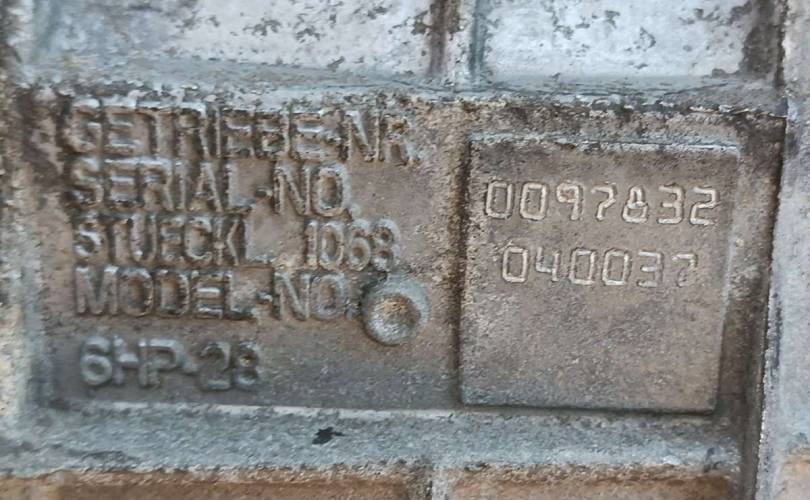 GETRIEBE-NR.
SERIAL-NO.
STUECKL. 1068
MODEL-NO.
6HP-28
0097832
040037